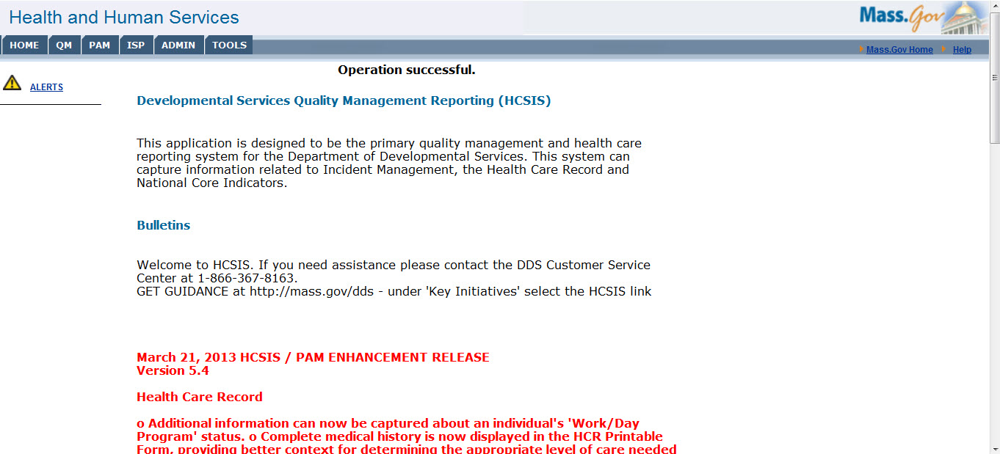 Health and Human Services
Mass.Gov
HOME QM PAM ISP ADMIN TOOLS
Mass.Gov Home Help
Operation successful.
ALERTS
Developmental Services Quality Management Reporting (HCSIS)
This application is designed to be the primary quality management and health care
reporting system for the Department of Developmental Services. This system can
capture information related to Incident Management, the Health Care Record and
National Core Indicators.
Bulletins
Welcome to HCSIS. If you need assistance please contact the DDS Customer Service
Center at 1-866-367-8163.
GET GUIDANCE at http://mass.gov/dds - under 'Key Initiatives' select the HCSIS link
March 21, 2013 HCSIS / PAM ENHANCEMENT RELEASE
Version 5.4
Health Care Record
o Additional information can now be captured about an individual's 'Work/Day
Program' status. o Complete medical history is now displayed in the HCR Printable
Form, providing better context for determining the appropriate level of care needed